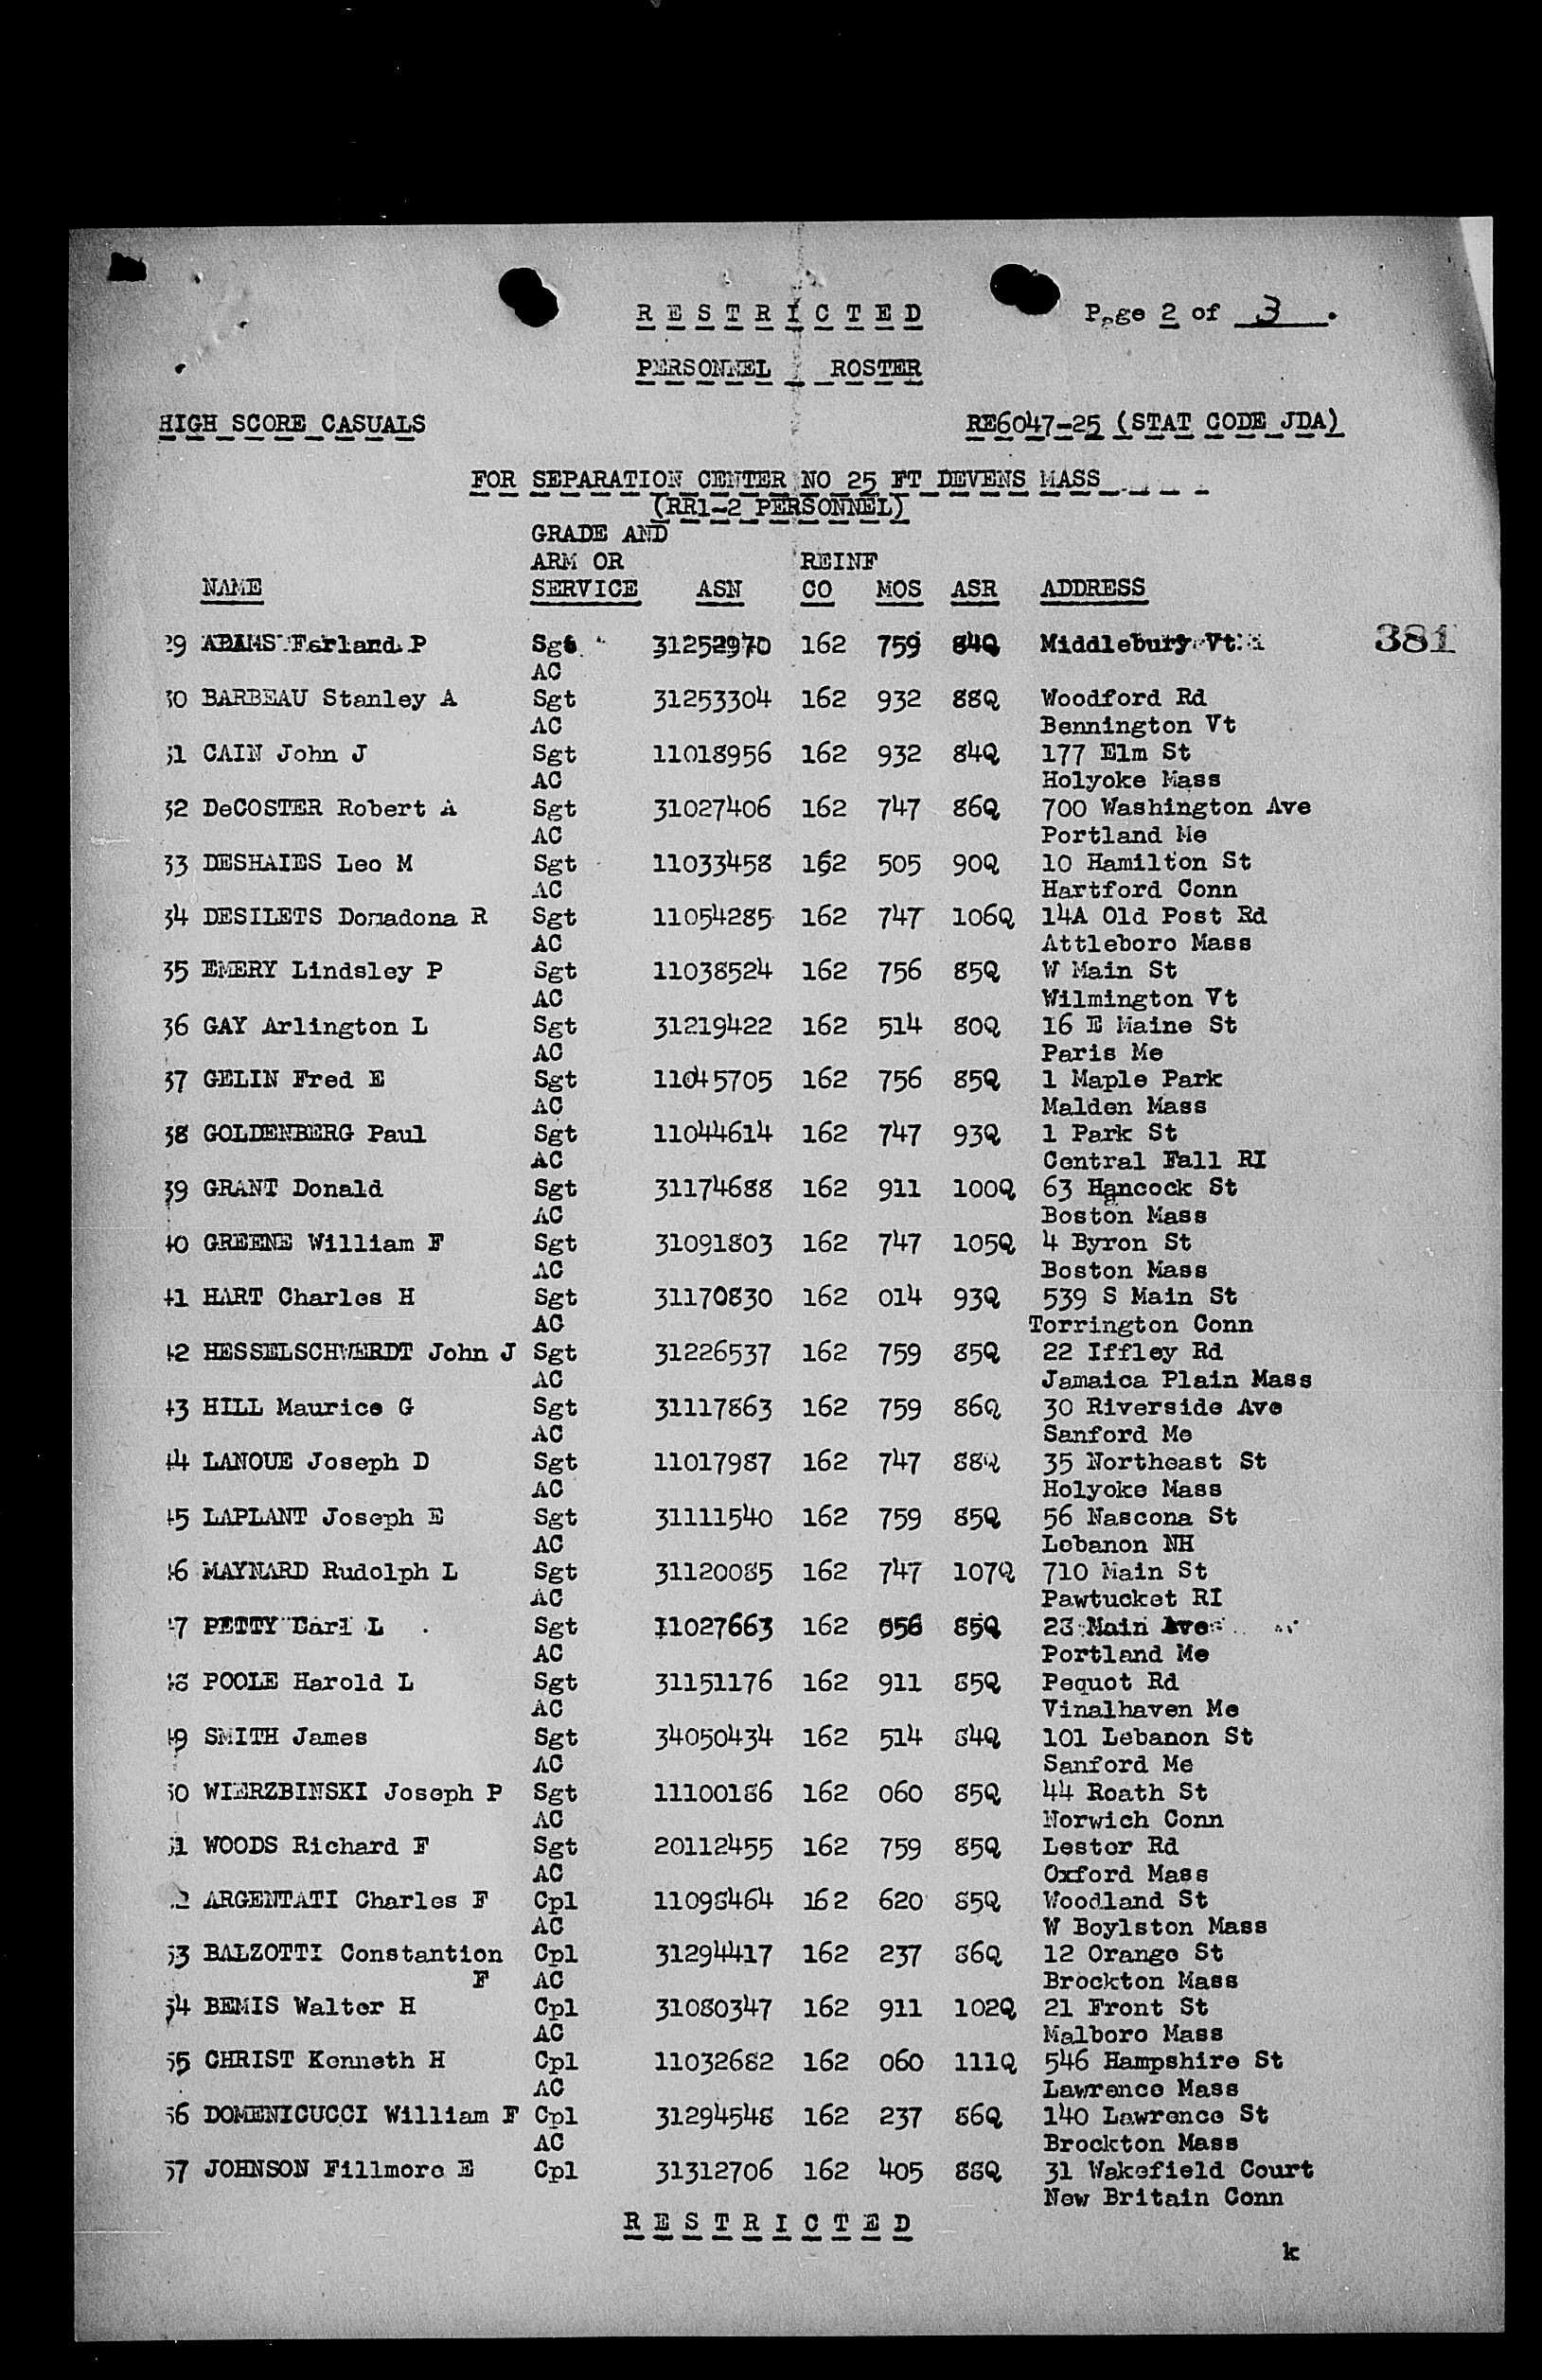 RESTRICTED Page 2 of 3.
PERSONNEL ROSTER
HIGH SCORE CASUALS RE6047-25 (STAT CODE JDA)
FOR SEPARATION CENTER NO 25 FT DEVENS MASS
(RR1-2 PERSONNEL)
GRADE AND
ARM OR REINF
NAME SERVICE ASN CO MOS ASR ADDRESS
29 ADAMS Farland P Sgt 31252970 162 759 84Q Middlebury Vt 381
AC
30 BARBEAU Stanley A Sgt 31253304 162 932 88Q Woodford Rd
AC Bennington Vt
31 CAIN John J Sgt 11018956 162 932 84Q 177 Elm St
AC Holyoke Mass
32 DeCOSTER Robert A Sgt 31027406 162 747 86Q 700 Washington Ave
AC Portland Me
33 DESHAIES Leo M Sgt 11033458 162 505 90Q 10 Hamilton St
AC Hartford Conn
34 DESILETS Domadona R Sgt 11054285 162 747 106Q 14A Old Post Rd
AC Attleboro Mass
35 EMERY Lindsley P Sgt 11038524 162 756 85Q W Main St
AC Wilmington Vt
36 GAY Arlington L Sgt 31219422 162 514 80Q 16 E Maine St
AC Paris Me
37 GELIN Fred E Sgt 11045705 162 756 85Q 1 Maple Park
AC Malden Mass
38 GOLDENBERG Paul Sgt 11044614 162 747 93Q 1 Park St
AC Central Fall RI
39 GRANT Donald Sgt 31174688 162 911 100Q 63 Hancock St
AC Boston Mass
40 GREENE William F Sgt 31091803 162 747 105Q 4 Byron St
AC Boston Mass
41 HART Charles H Sgt 31170830 162 014 93Q 539 S Main St
AC Torrington Conn
42 HESSELSCHWERDT John J Sgt 31226537 162 759 85Q 22 Iffley Rd
AC Jamaica Plain Mass
43 HILL Maurice G Sgt 31117863 162 759 86Q 30 Riverside Ave
AC Sanford Me
44 LANOUE Joseph D Sgt 11017987 162 747 88Q 35 Northeast St
AC Holyoke Mass
45 LAPLANT Joseph E Sgt 31111540 162 759 85Q 56 Nascona St
AC Lebanon NH
46 MAYNARD Rudolph L Sgt 31120085 162 747 107Q 710 Main St
AC Pawtucket RI
47 PETTY Earl L Sgt 11027663 162 056 85Q 28 Main Ave
AC Portland Me
48 POOLE Harold L Sgt 31151176 162 911 85Q Pequot Rd
AC Vinalhaven Me
49 SMITH James Sgt 34050434 162 514 84Q 101 Lebanon St
AC Sanford Me
50 WIERZBINSKI Joseph P Sgt 11100186 162 060 85Q 44 Roath St
AC Norwich Conn
51 WOODS Richard F Sgt 20112455 162 759 85Q Lester Rd
AC Oxford Mass
52 ARGENTATI Charles F Cpl 11098464 162 620 85Q Woodland St
AC W Boylston Mass
53 BALZOTTI Constantion Cpl 31294417 162 237 86Q 12 Orange St
F AC Brockton Mass
54 BEMIS Walter H Cpl 31080347 162 911 102Q 21 Front St
AC Malboro Mass
55 CHRIST Kenneth H Cpl 11032682 162 060 111Q 546 Hampshire St
AC Lawrence Mass
56 DOMENICUCCI William F Cpl 31294548 162 237 86Q 140 Lawrence St
AC Brockton Mass
57 JOHNSON Fillmore E Cpl 31312706 162 405 88Q 31 Wakefield Court
New Britain Conn
RESTRICTED
k